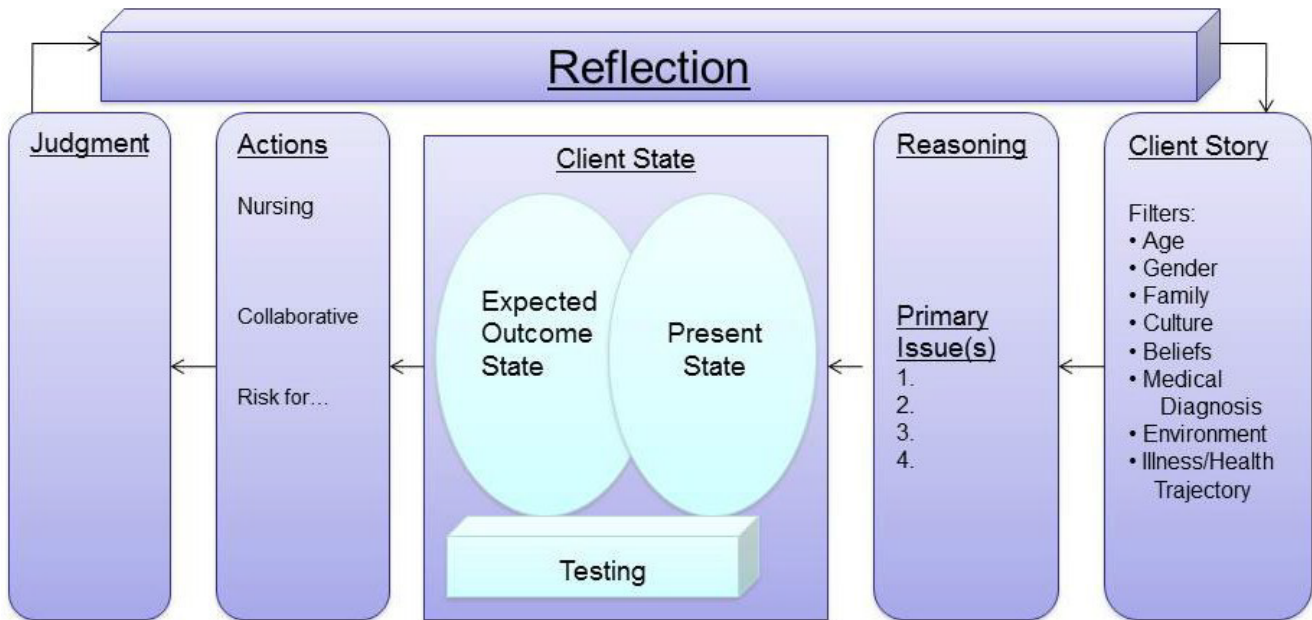 Reflection
Judgment
Actions
Nursing
Collaborative
Risk for…
Client State
Expected
Outcome
State
Present
State
Testing
Reasoning
Primary
Issue(s)
1.
2.
3.
4.
Client Story
Filters:
• Age
• Gender
• Family
• Culture
• Beliefs
• Medical
Diagnosis
• Environment
• Illness/Health
Trajectory